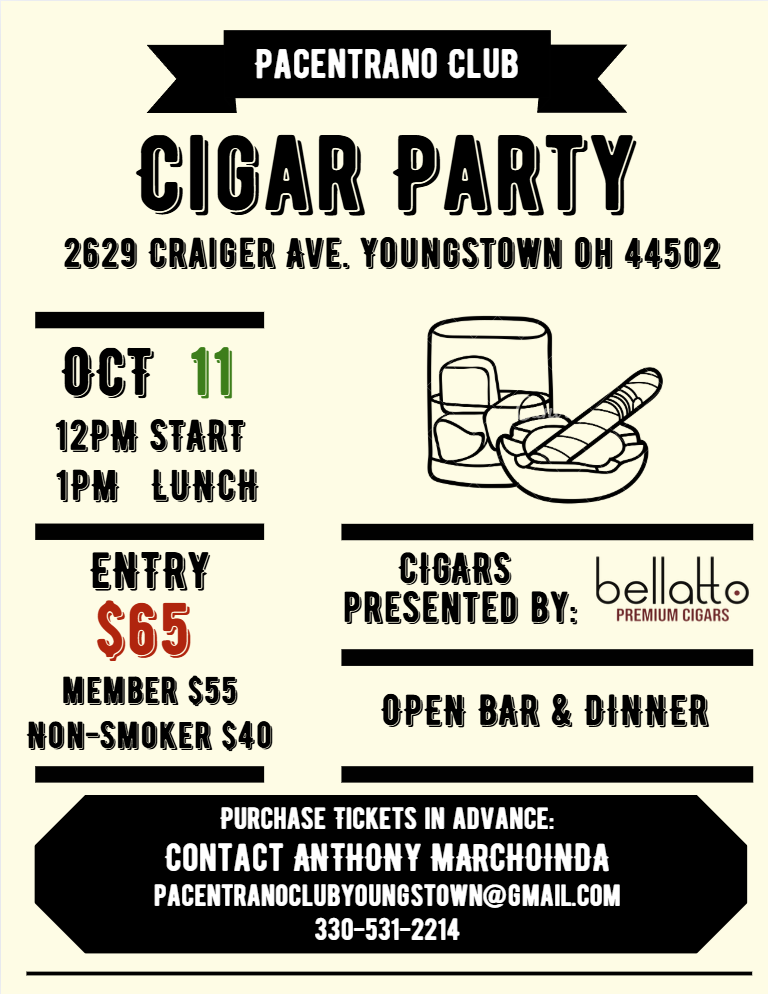 PACENTRANO CLUB
CIGAR PARTY
2629 CRAIGER AVE. YOUNGSTOWN OH 44502
OCT 11
12PM START
1PM LUNCH
ENTRY
$65
MEMBER $55
NON-SMOKER $40
CIGARS
PRESENTED BY:
bellatto
PREMIUM CIGARS
OPEN BAR & DINNER
PURCHASE TICKETS IN ADVANCE:
CONTACT ANTHONY MARCHOINDA
PACENTRANOCLUBYOUNGSTOWN@GMAIL.COM
330-531-2214